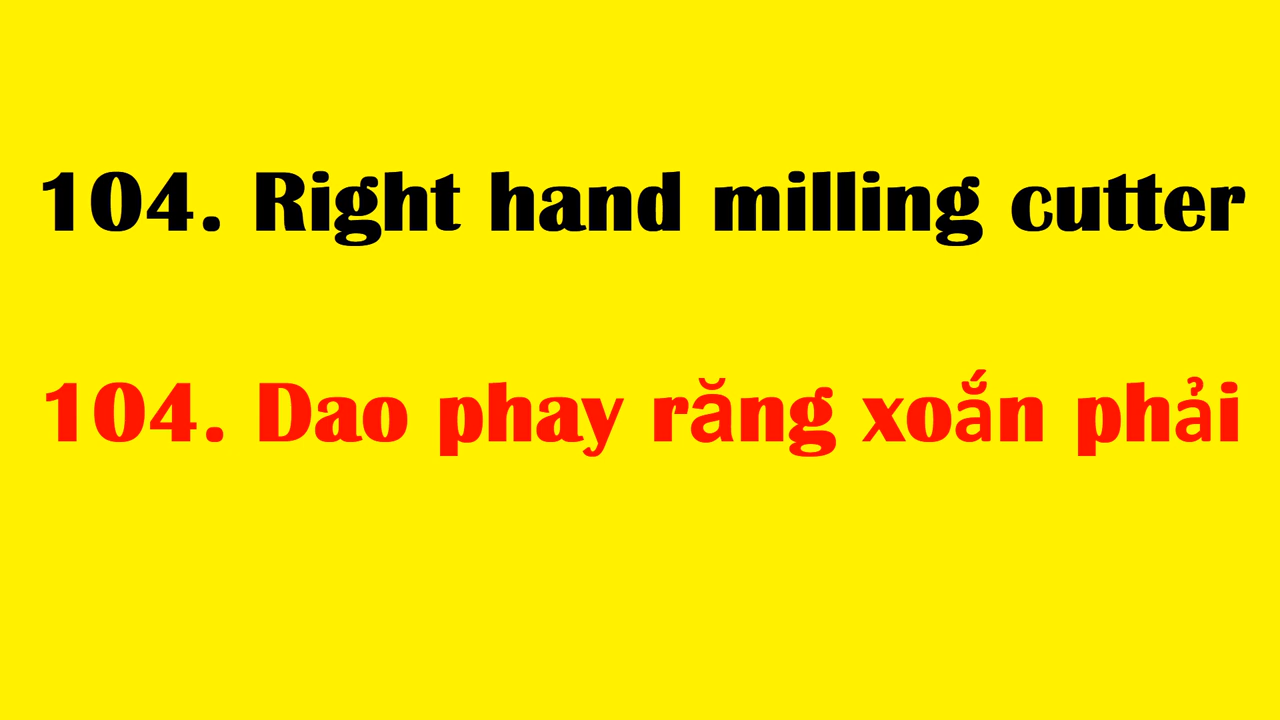 104. Right hand milling cutter
104. Dao phay răng xoắn phải